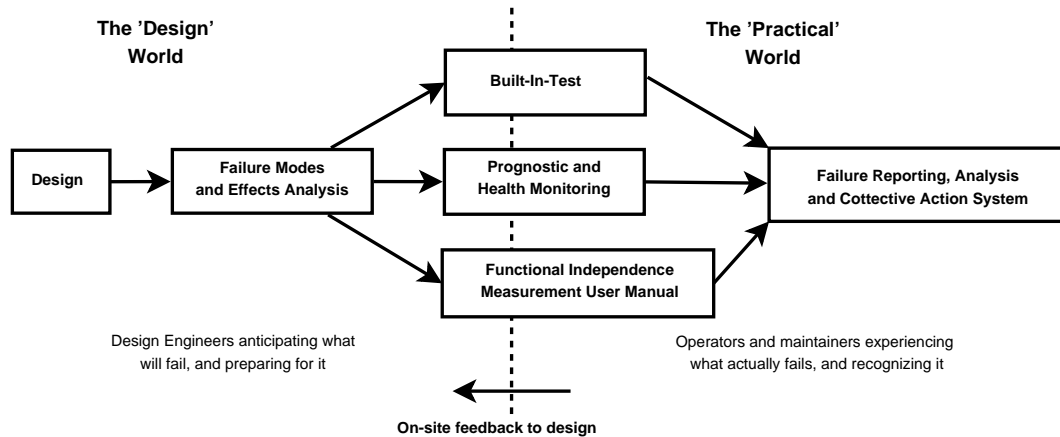 The ’Design’
World
The ’Practical’
World
Built-In-Test
Design
Failure Modes
and Effects Analysis
Prognostic and
Health Monitoring
Failure Reporting, Analysis
and Cottective Action System
Functional Independence
Measurement User Manual
Design Engineers anticipating what
will fail, and preparing for it
Operators and maintainers experiencing
what actually fails, and recognizing it
On-site feedback to design